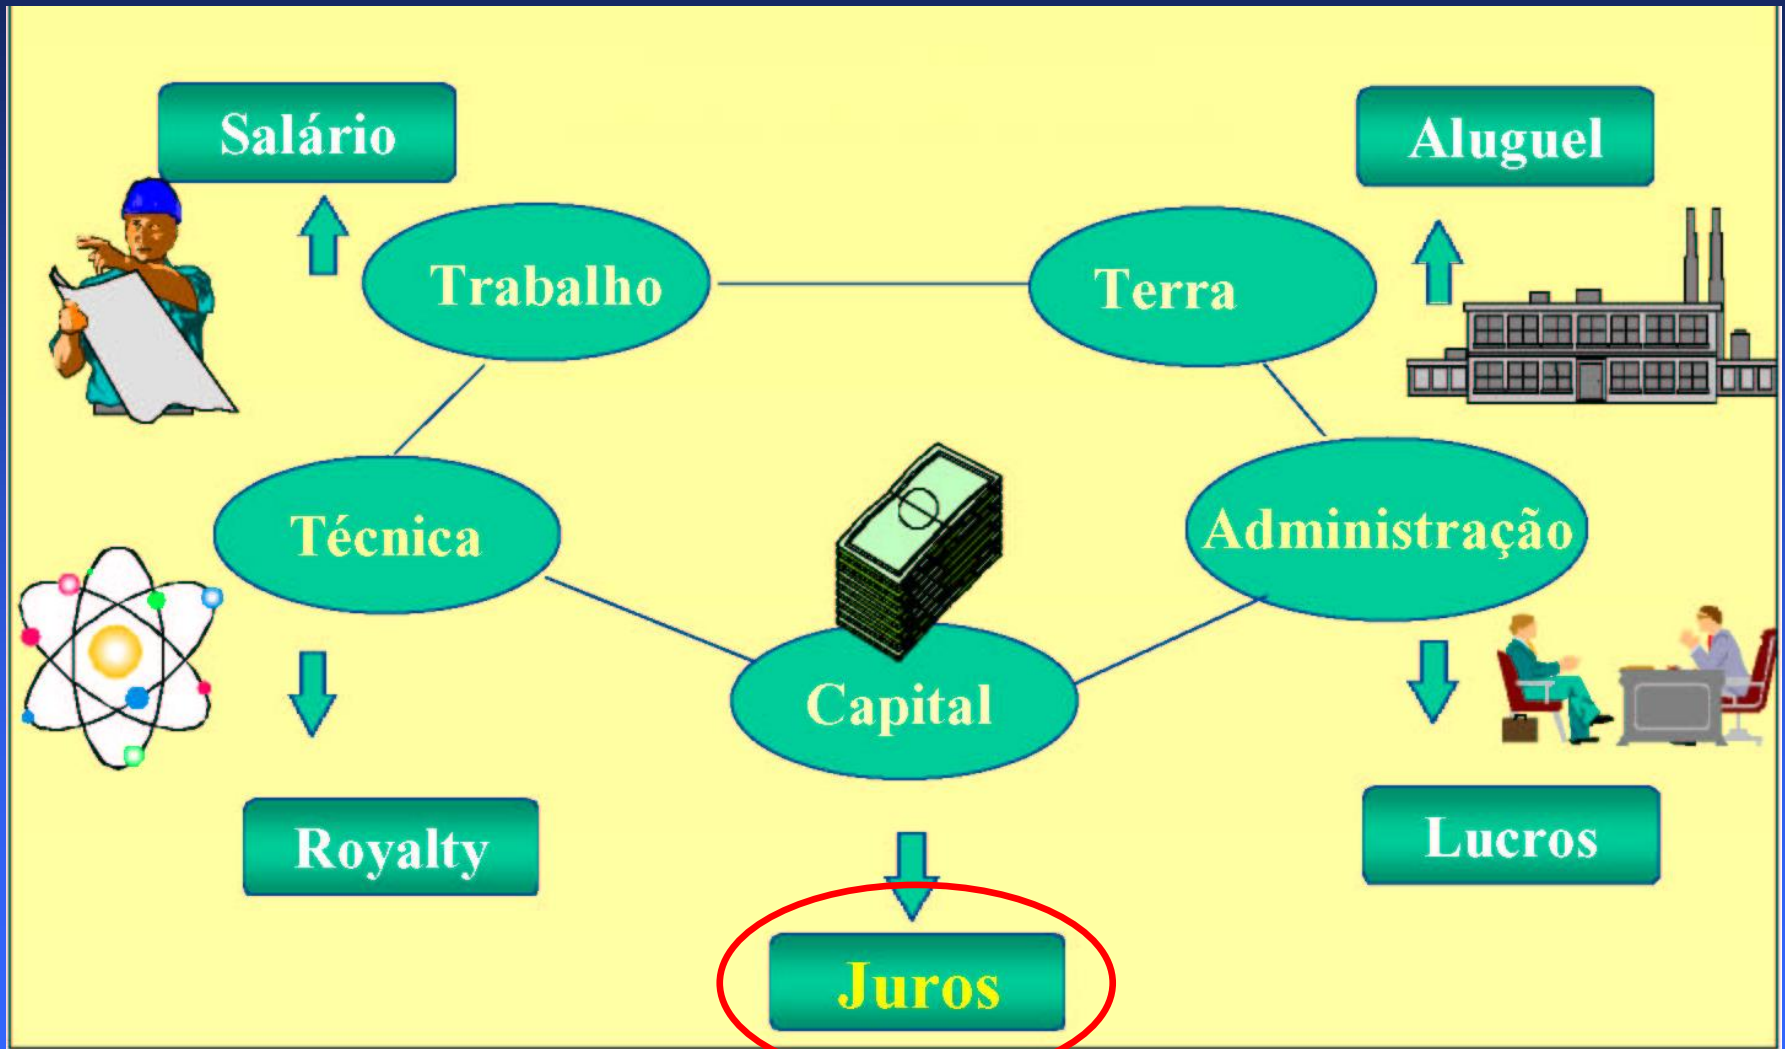 Salário
Aluguel
Trabalho
Terra
Técnica
Administração
Capital
Royalty
Lucros
Juros